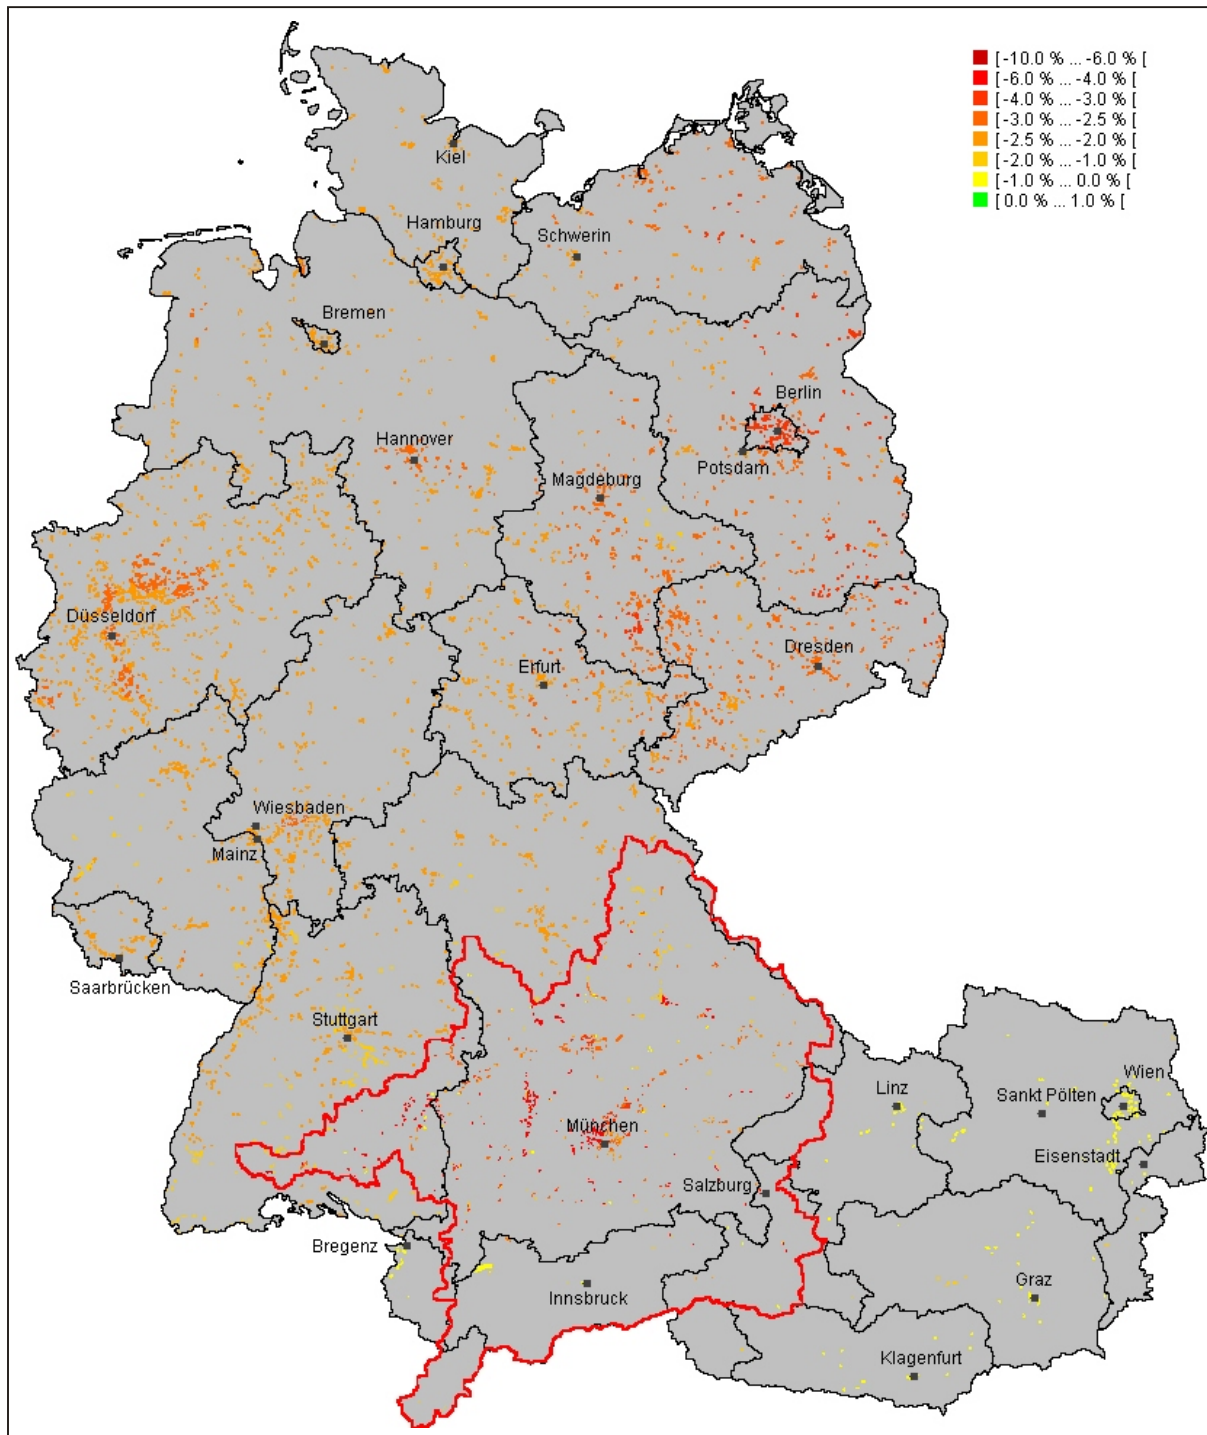 [ -10.0 % ... -6.0 % [
[ -6.0 % ... -4.0 % [
[ -4.0 % ... -3.0 % [
[ -3.0 % ... -2.5 % [
[ -2.5 % ... -2.0 % [
[ -2.0 % ... -1.0 % [
[ -1.0 % ... 0.0 % [
[ 0.0 % ... 1.0 % [
Kiel
Hamburg
Schwerin
Bremen
Berlin
Hannover
Potsdam
Magdeburg
Düsseldorf
Dresden
Erfurt
Wiesbaden
Mainz
Saarbrücken
Stuttgart
Wien
Linz
Sankt Pölten
München
Eisenstadt
Salzburg
Bregenz
Graz
Innsbruck
Klagenfurt